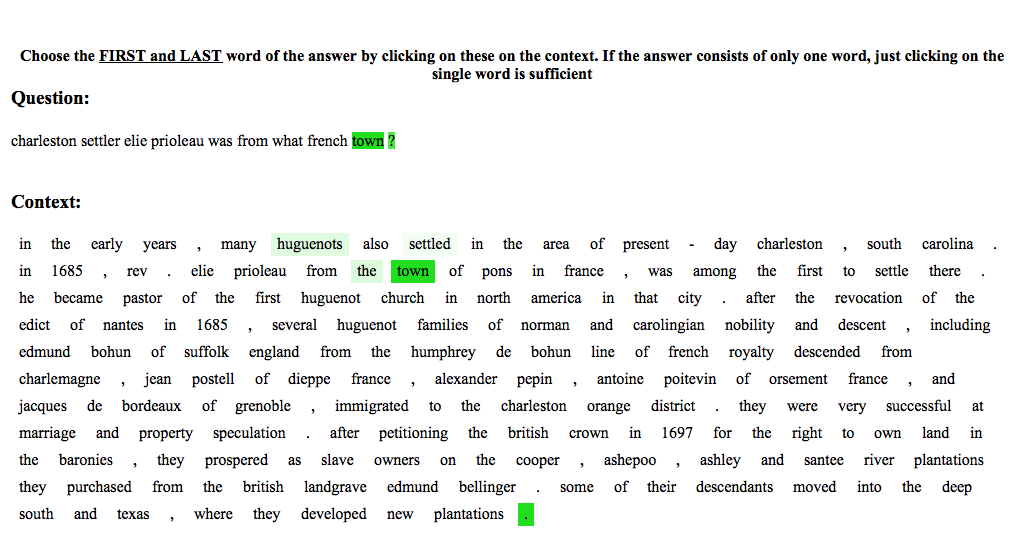 Choose the FIRST and LAST word of the answer by clicking on these on the context. If the answer consists of only one word, just clicking on the
single word is sufficient
Question:
charleston settler elie prioleau was from what french town ?
Context:
in the early years , many huguenots also settled in the area of present - day charleston , south carolina .
in 1685 , rev . elie prioleau from the town of pons in france , was among the first to settle there .
he became pastor of the first huguenot church in north america in that city . after the revocation of the
edict of nantes in 1685 , several huguenot families of norman and carolingian nobility and descent , including
edmund bohun of suffolk england from the humphrey de bohun line of french royalty descended from
charlemagne , jean postell of dieppe france , alexander pepin , antoine poitevin of orsement france , and
jacques de bordeaux of grenoble , immigrated to the charleston orange district . they were very successful at
marriage and property speculation . after petitioning the british crown in 1697 for the right to own land in
the baronies , they prospered as slave owners on the cooper , ashepoo , ashley and santee river plantations
they purchased from the british landgrave edmund bellinger . some of their descendants moved into the deep
south and texas , where they developed new plantations .